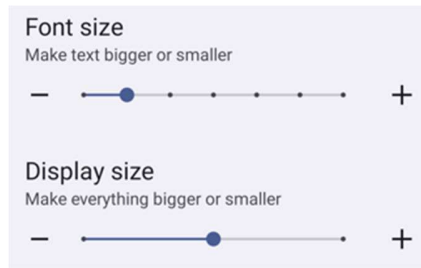 Font size
Make text bigger or smaller
Display size
Make everything bigger or smaller